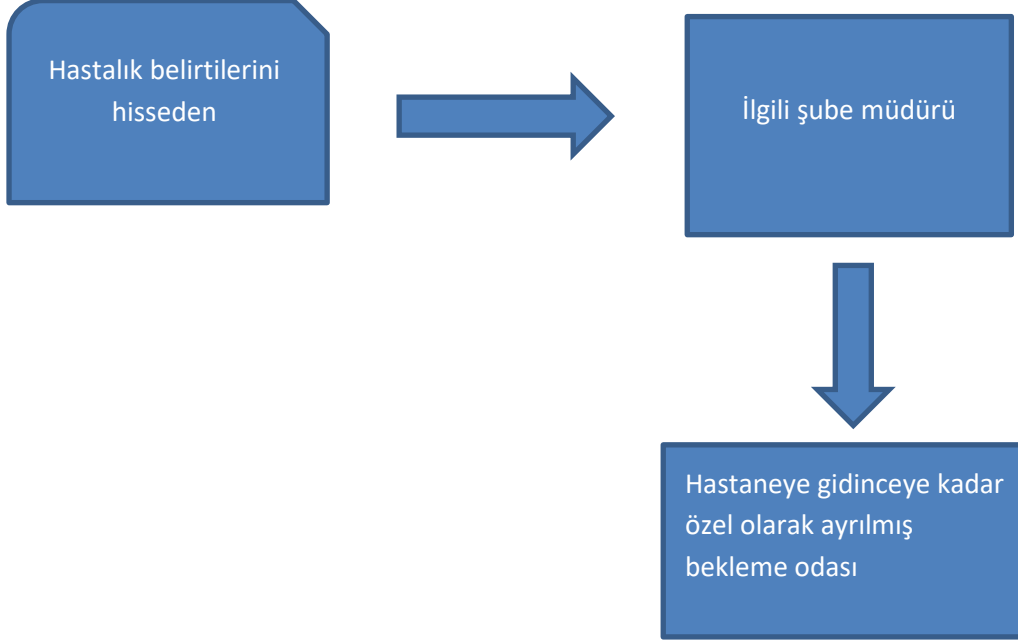 Hastalık belirtilerini
hisseden
İlgili şube müdürü
Hastaneye gidinceye kadar
özel olarak ayrılmış
bekleme odası